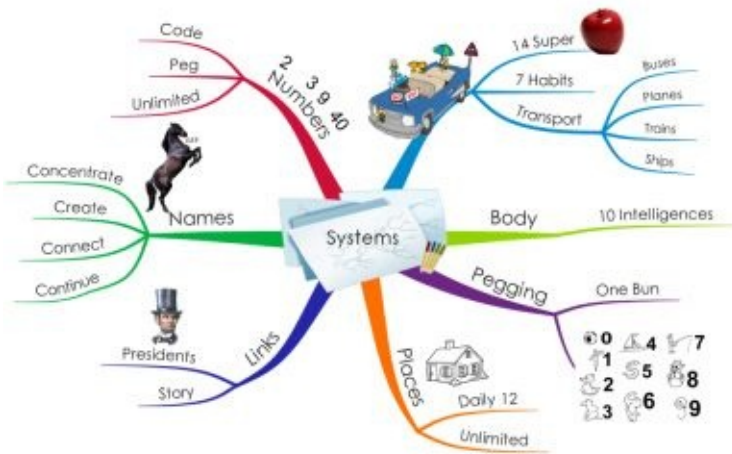 Code
Peg
Unlimited
2 3 9 40
Numbers
14 Super
7 Habits
Transport
Buses
Planes
Trains
Ships
Concentrate
Create
Connect
Continue
Names
Systems
Body
10 Intelligences
Pegging
One Bun
0 4 7
1
5
2 8
6
3 9
Presidents
Story
Links
Places
Daily 12
Unlimited